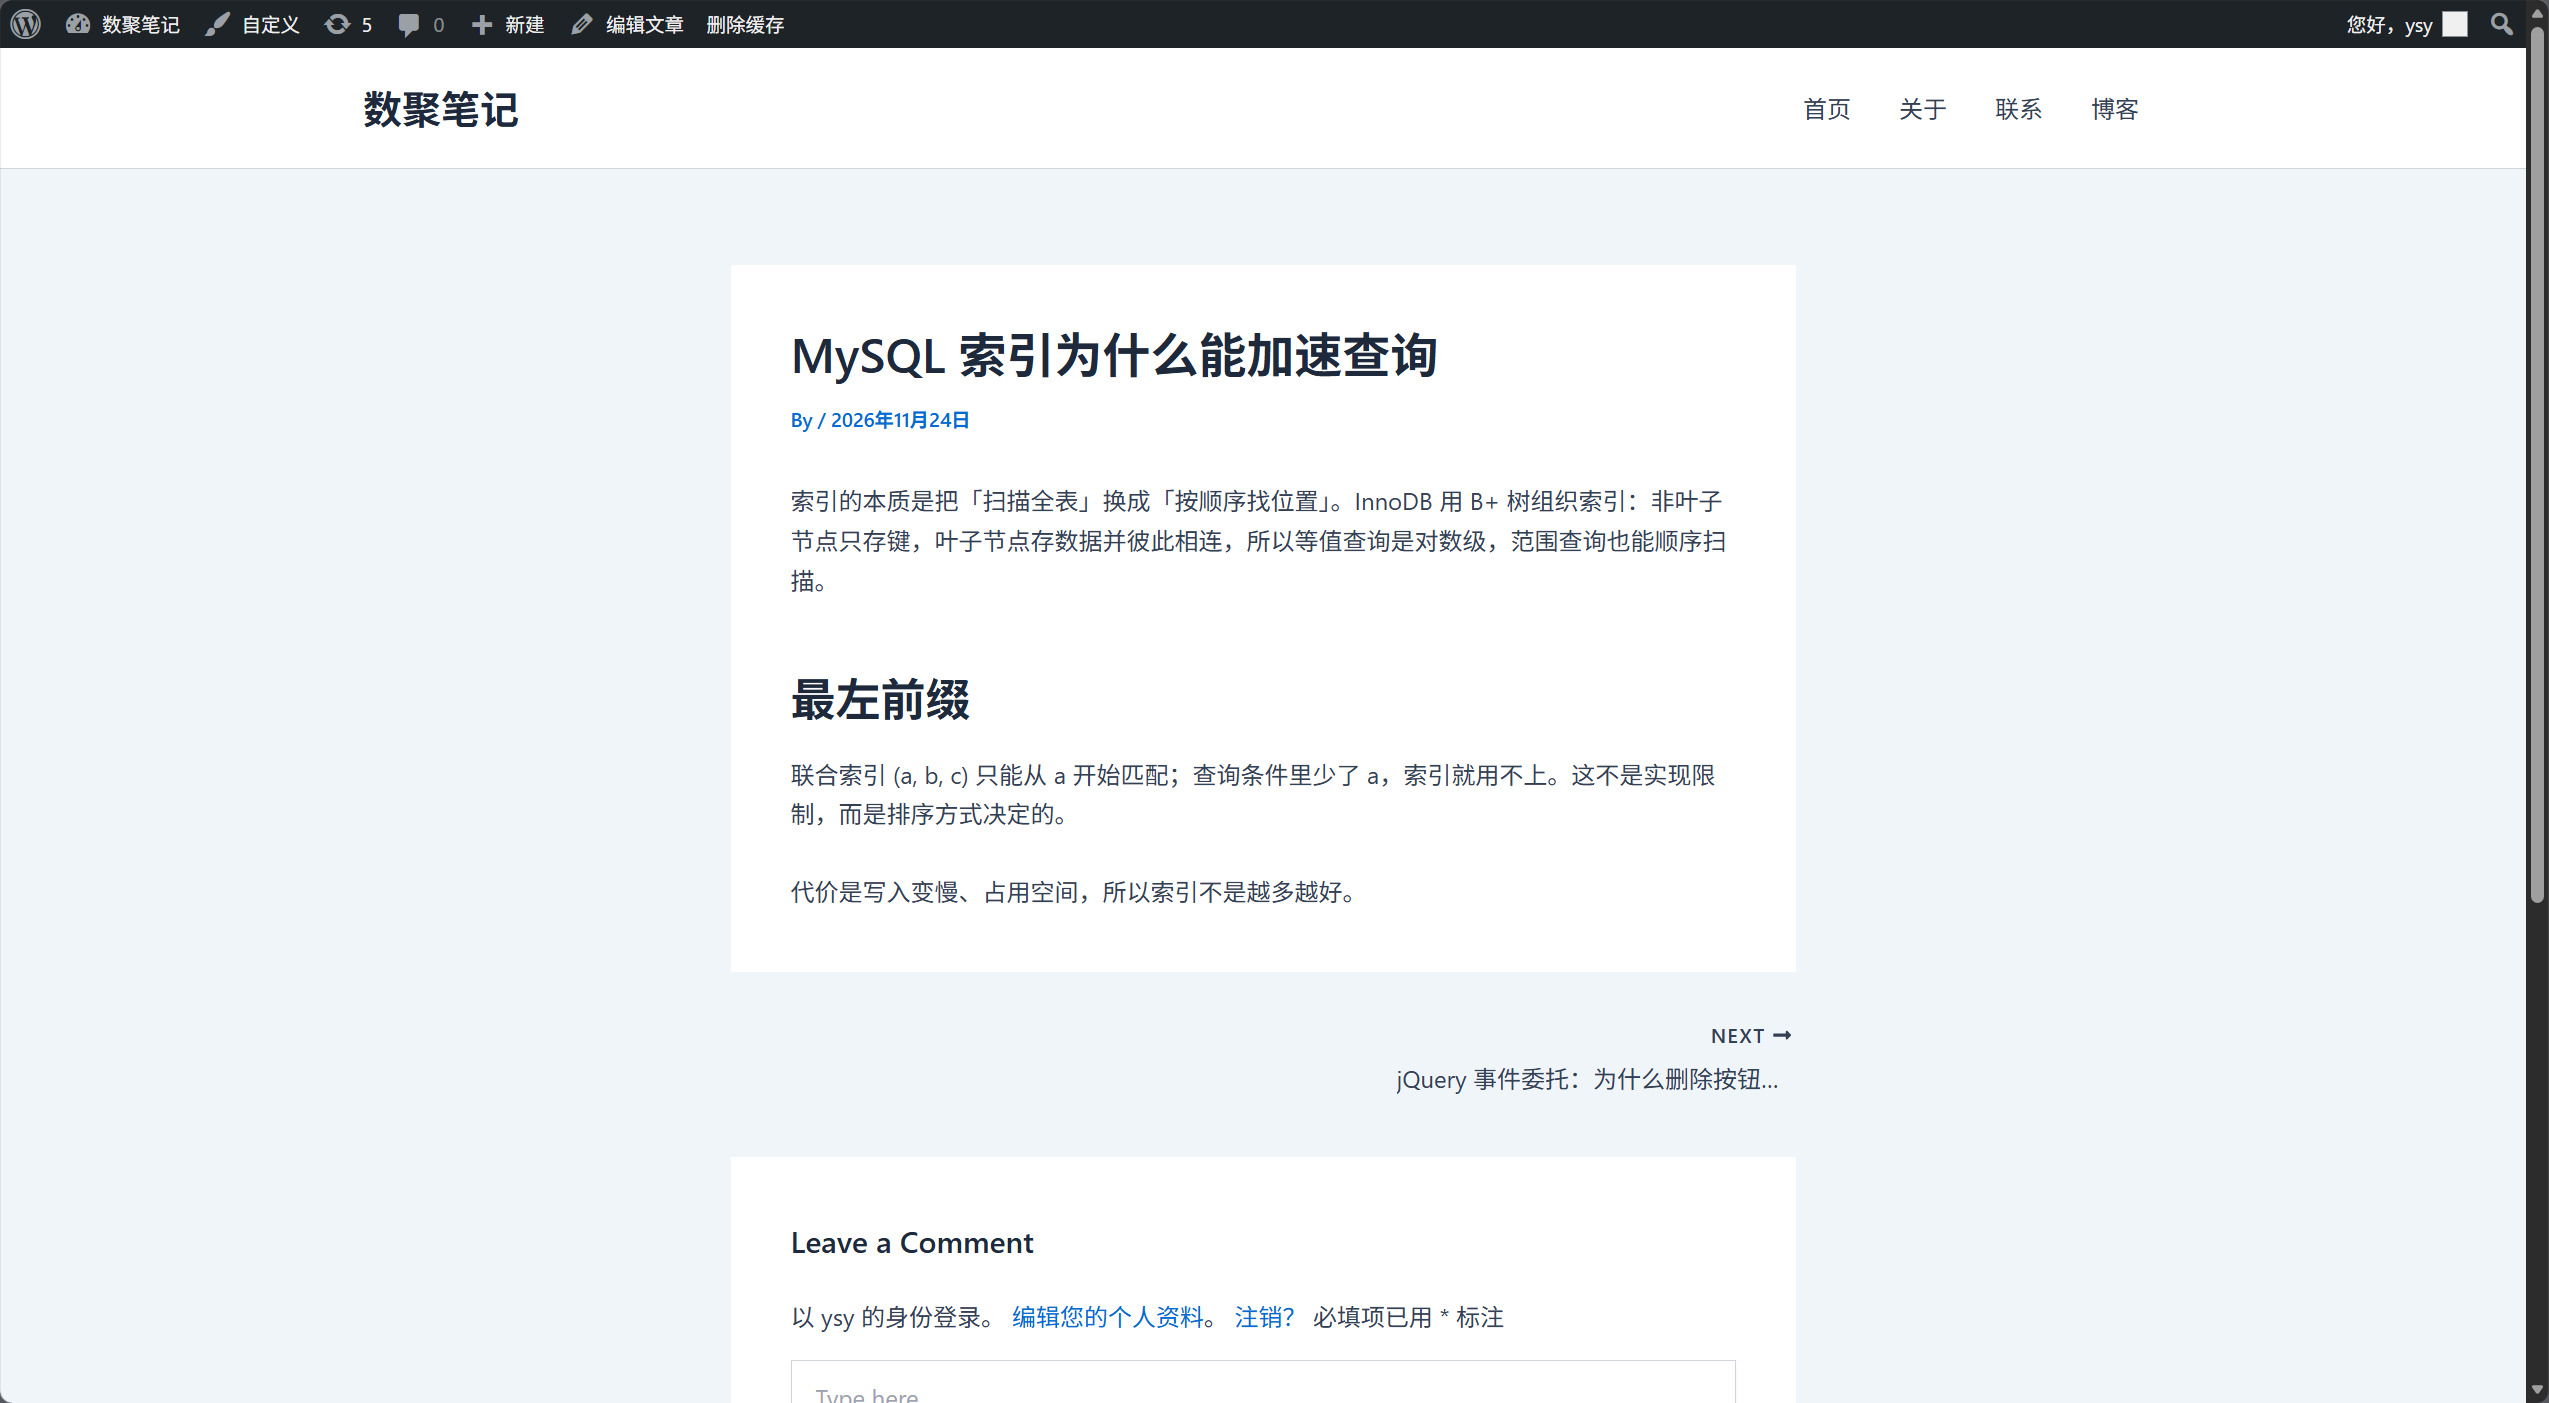 数聚笔记 自定义 5 0 新建 编辑文章 删除缓存 您好，ysy
数聚笔记 首页 关于 联系 博客
MySQL 索引为什么能加速查询
By / 2026年11月24日
索引的本质是把「扫描全表」换成「按顺序找位置」。InnoDB 用 B+ 树组织索引：非叶子
节点只存键，叶子节点存数据并彼此相连，所以等值查询是对数级，范围查询也能顺序扫
描。
最左前缀
联合索引 (a, b, c) 只能从 a 开始匹配；查询条件里少了 a，索引就用不上。这不是实现限
制，而是排序方式决定的。
代价是写入变慢、占用空间，所以索引不是越多越好。
NEXT →
jQuery 事件委托：为什么删除按钮...
Leave a Comment
以 ysy 的身份登录。 编辑您的个人资料。 注销？ 必填项已用 * 标注
Type here